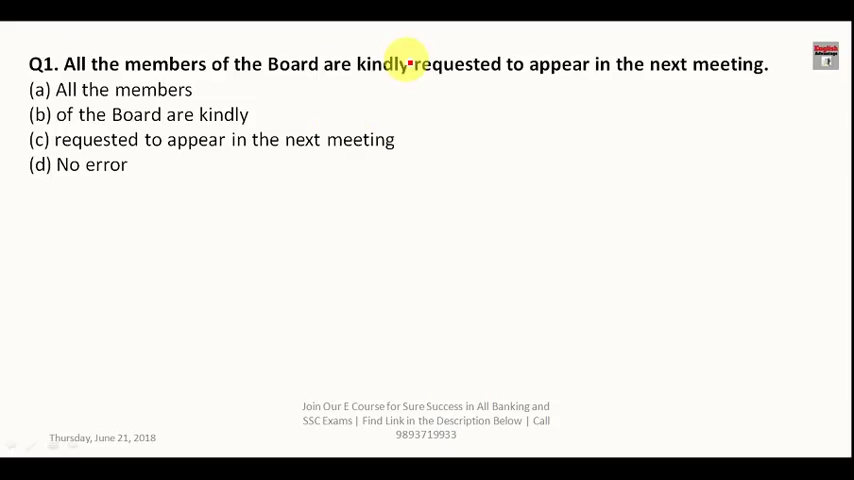 Q1. All the members of the Board are kindly requested to appear in the next meeting.
(a) All the members
(b) of the Board are kindly
(c) requested to appear in the next meeting
(d) No error
English
Advantage
Join Our E Course for Sure Success in All Banking and
SSC Exams | Find Link in the Description Below | Call
9893719933
Thursday, June 21, 2018